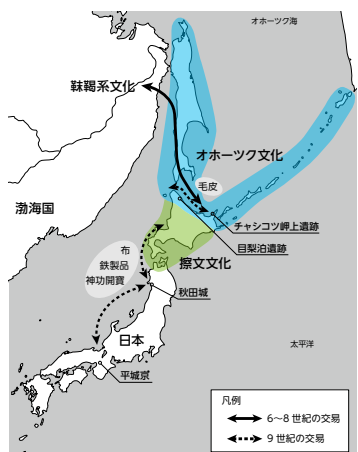 オホーツク海
靺鞨系文化
オホーツク文化
毛皮
渤海国
チャシコツ岬上遺跡
目梨泊遺跡
布
鉄製品
神功開寳
擦文文化
秋田城
日本
太平洋
平城京
凡例
6〜8 世紀の交易
9 世紀の交易